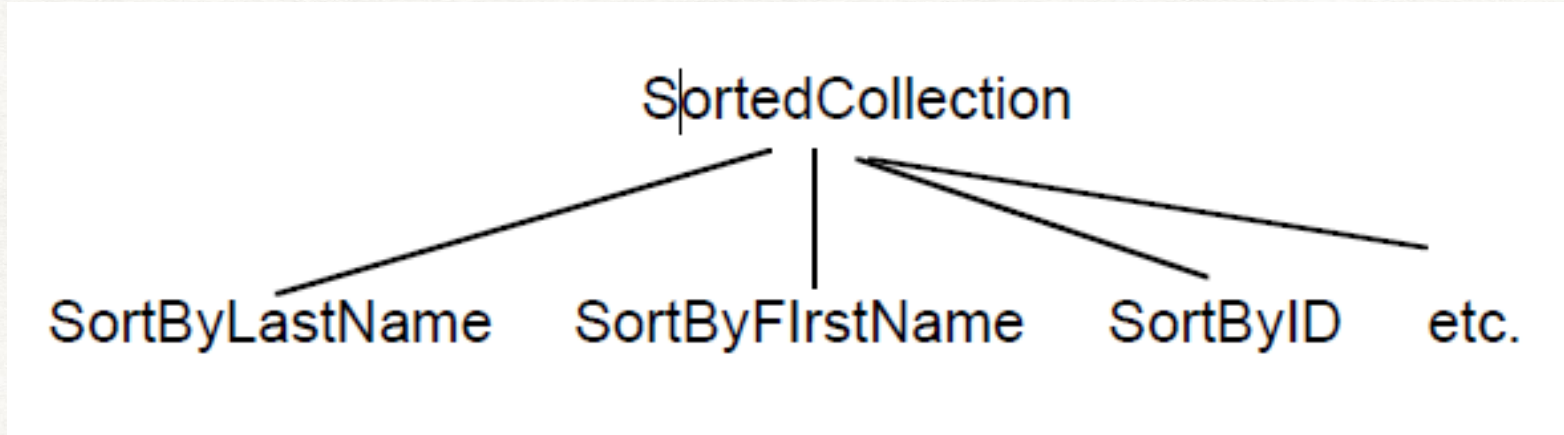 SortedCollection
SortByLastName SortByFIrstName SortByID etc.